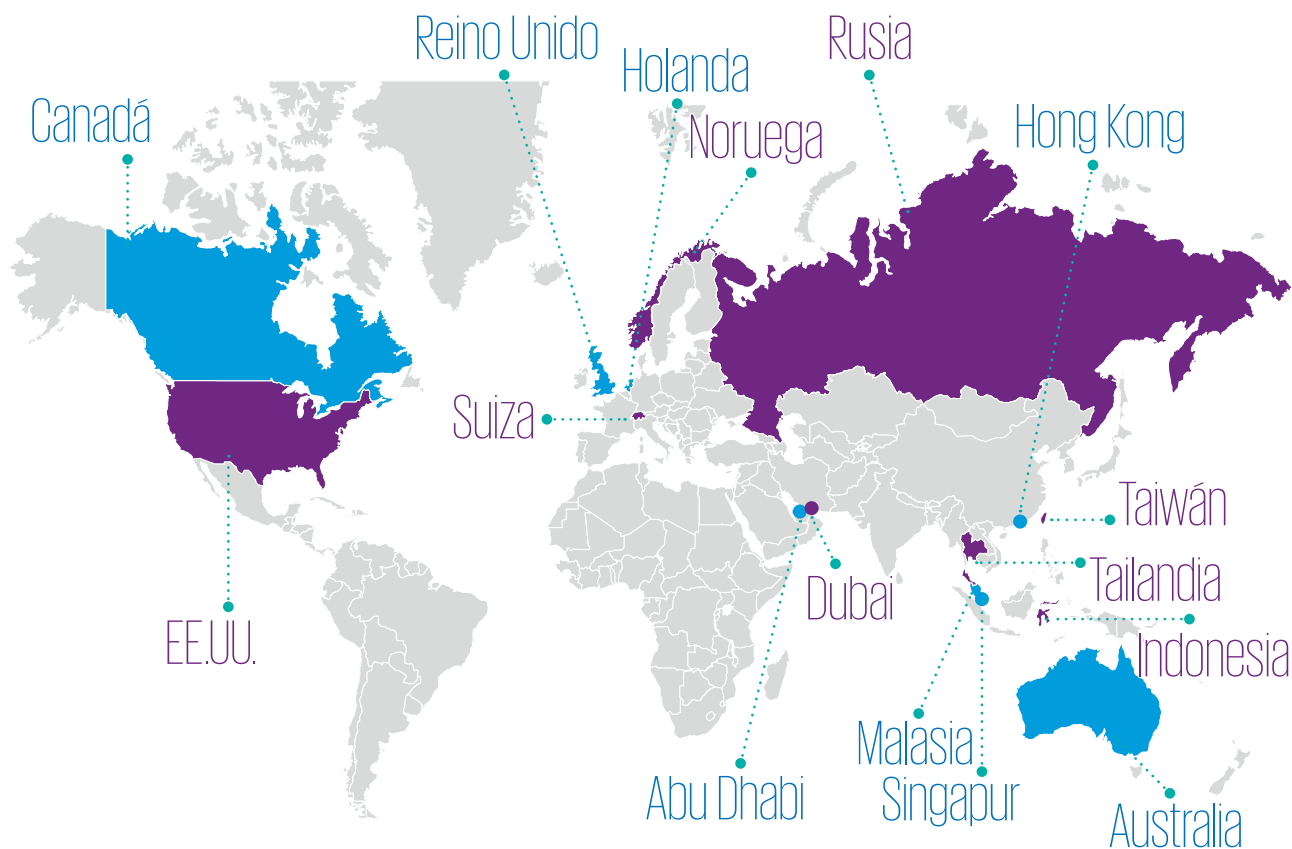 Reino Unido
Rusia
Holanda
Canadá
Hong Kong
Noruega
Suiza
Taiwán
Tailandia
Dubai
EE.UU.
Indonesia
Malasia
Abu Dhabi
Singapur
Australia